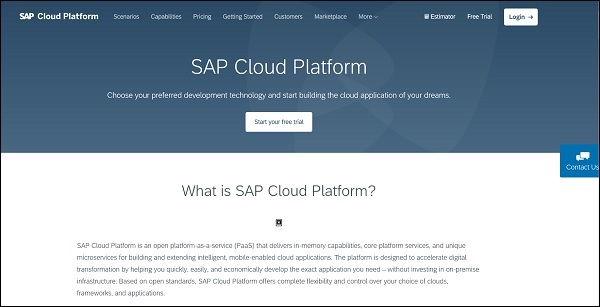 SAP Cloud Platform Scenarios Capabilities Pricing Getting Started Customers Marketplace More Estimator Free Trial Login →
SAP Cloud Platform
Choose your preferred development technology and start building the cloud application of your dreams.
Start your free trial
Contact Us
What is SAP Cloud Platform?
SAP Cloud Platform is an open platform-as-a-service (PaaS) that delivers in-memory capabilities, core platform services, and unique
microservices for building and extending intelligent, mobile-enabled cloud applications. The platform is designed to accelerate digital
transformation by helping you quickly, easily, and economically develop the exact application you need – without investing in on-premise
infrastructure. Based on open standards, SAP Cloud Platform offers complete flexibility and control over your choice of clouds,
frameworks, and applications.